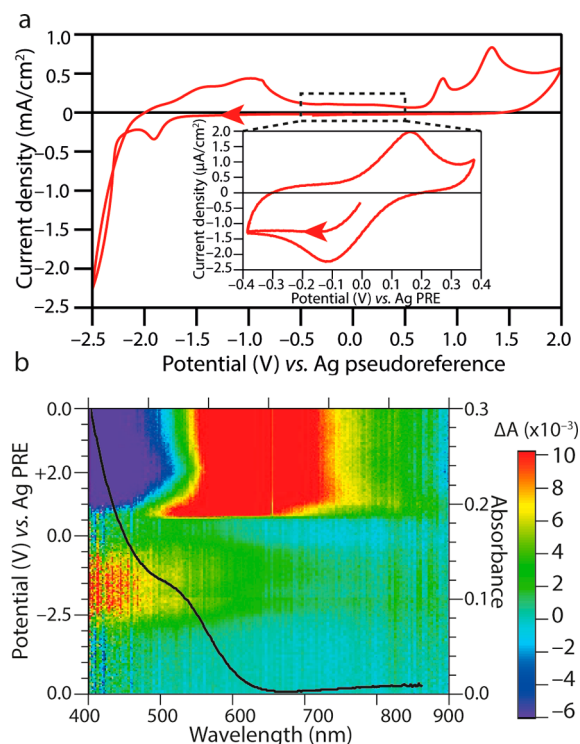 a
Current density (mA/cm²)
1.0
0.5
0
−0.5
−1.0
−1.5
−2.0
−2.5
−2.5 −2.0 −1.5 −1.0 −0.5 0.0 0.5 1.0 1.5 2.0
Potential (V) vs. Ag pseudoreference
Current density (μA/cm²)
2.0
1.5
1.0
0.5
0
−0.5
−1.0
−1.5
−2.0
−2.5
−0.4 −0.3 −0.2 −0.1 0.0 0.1 0.2 0.3 0.4
Potential (V) vs. Ag PRE
b
Potential (V) vs. Ag PRE
0.0
+2.0
0.0
−2.5
0.0
400 500 600 700 800 900
Wavelength (nm)
0.3
0.2
0.1
0.0
Absorbance
ΔA (x10⁻³)
10
8
6
4
2
0
−2
−4
−6